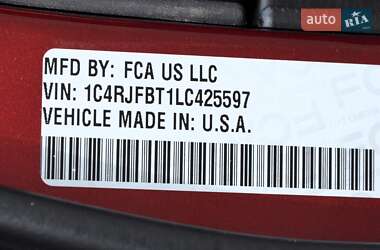 auto RIA
MFD BY: FCA US LLC
VIN: 1C4RJFBT1LC425597
VEHICLE MADE IN: U.S.A.